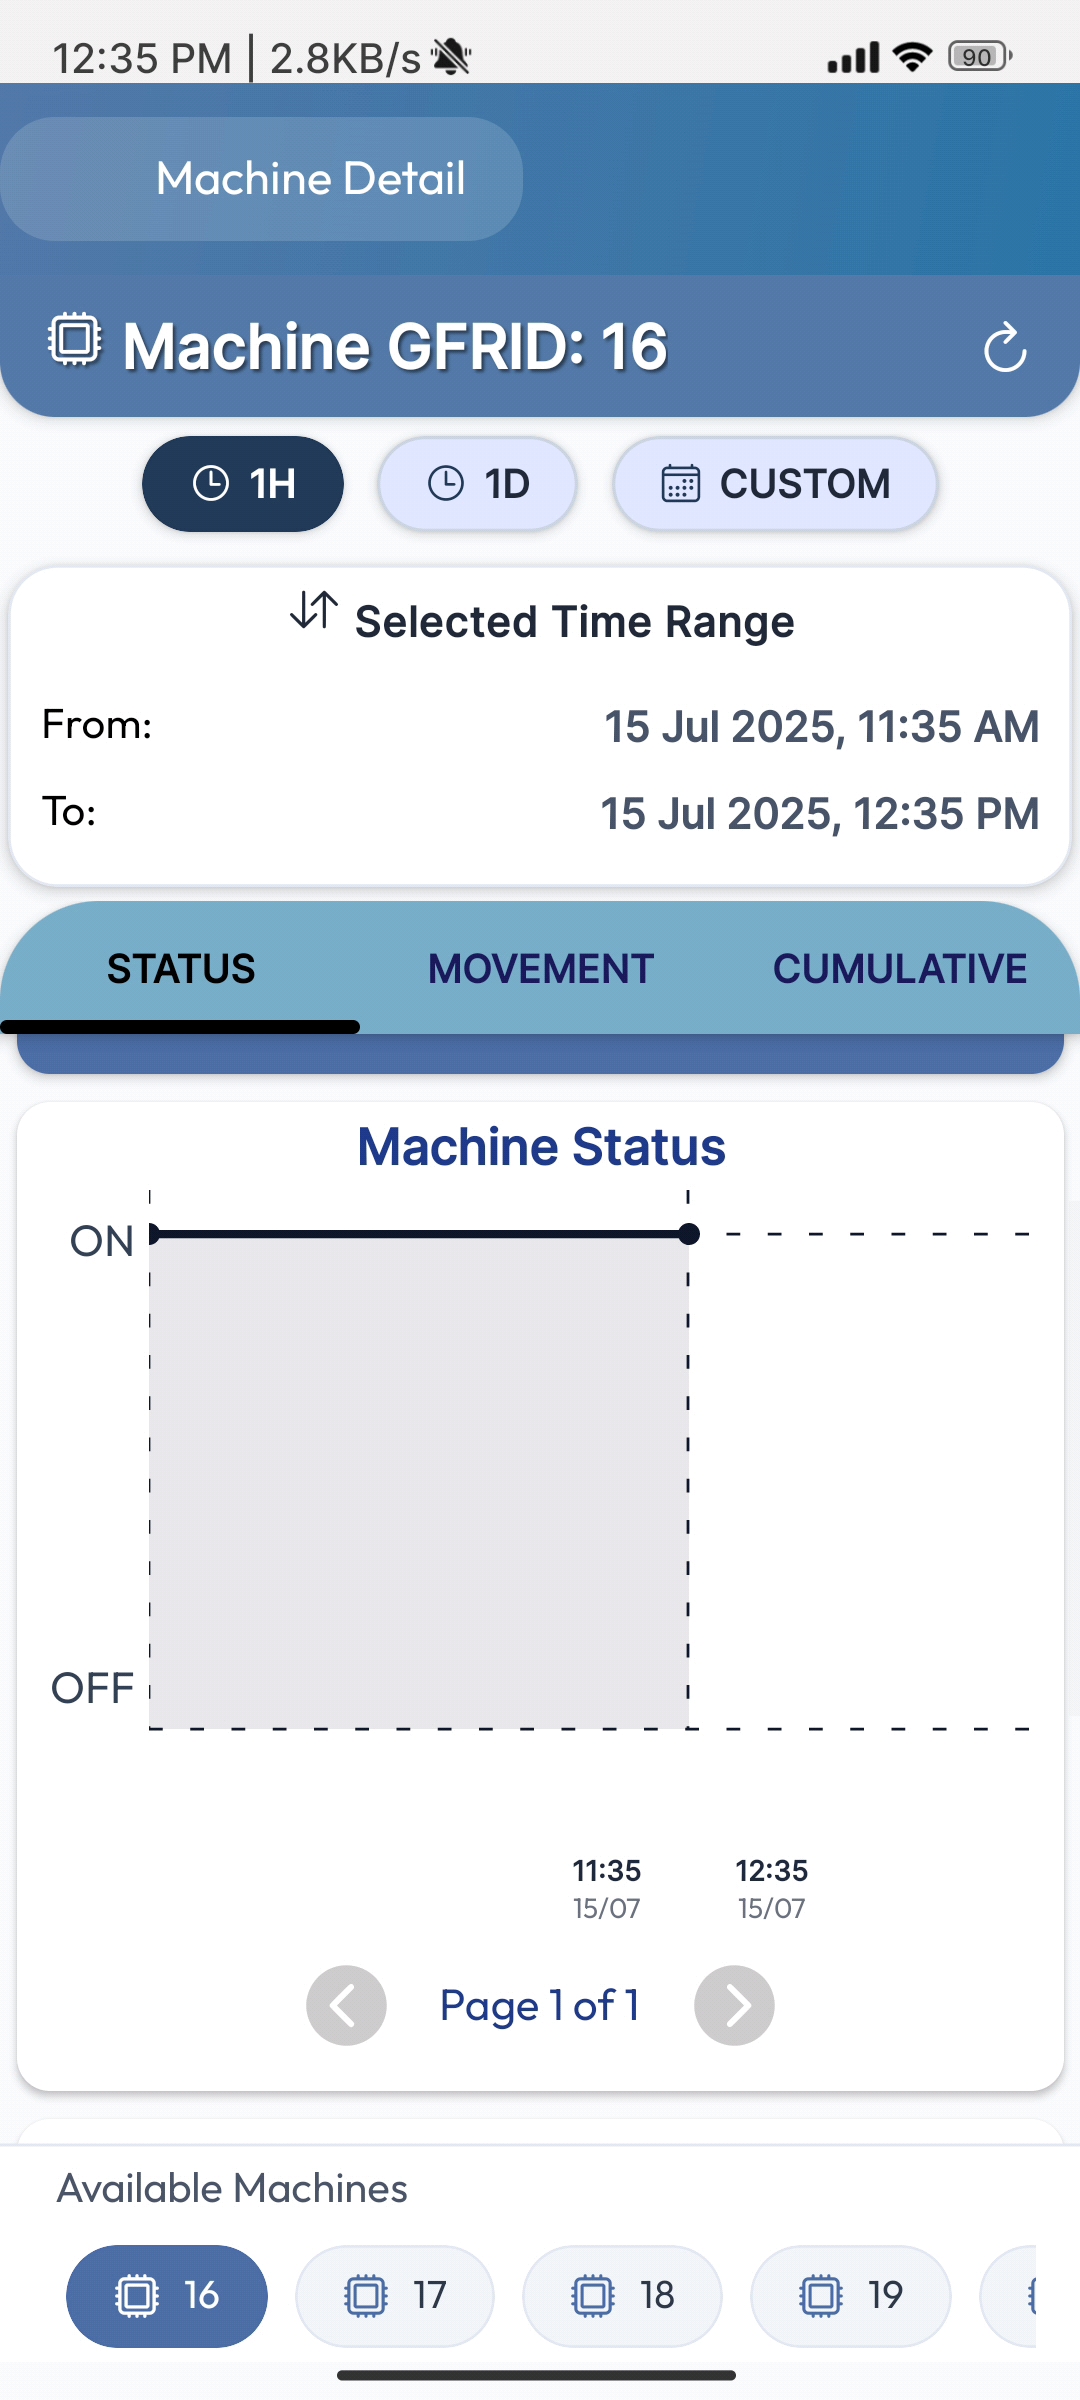 12:35 PM | 2.8KB/s
90
Machine Detail
Machine GFRID: 16
1H
1D
CUSTOM
Selected Time Range
From: 15 Jul 2025, 11:35 AM
To: 15 Jul 2025, 12:35 PM
STATUS MOVEMENT CUMULATIVE
Machine Status
ON
OFF
11:35 12:35
15/07 15/07
Page 1 of 1
Available Machines
16 17 18 19